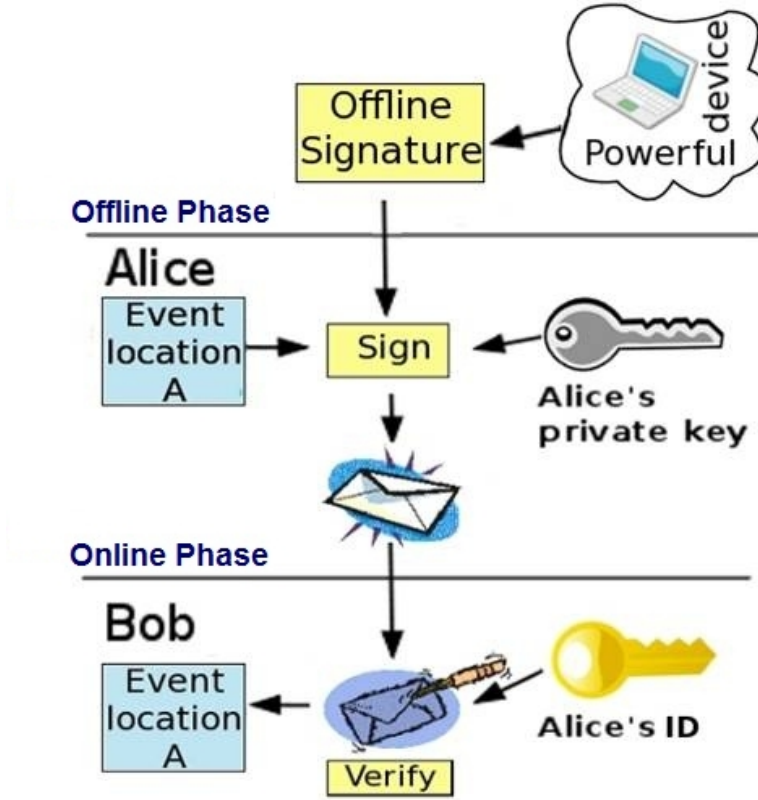 device
Powerful
Offline
Signature
Offline Phase
Alice
Event
location
A
Sign
Alice's
private key
Online Phase
Bob
Event
location
A
Alice's ID
Verify